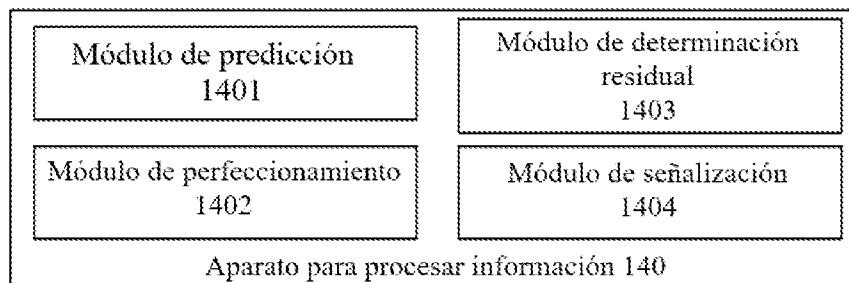 Módulo de predicción
1401
Módulo de determinación
residual
1403
Módulo de perfeccionamiento
1402
Módulo de señalización
1404
Aparato para procesar información 140